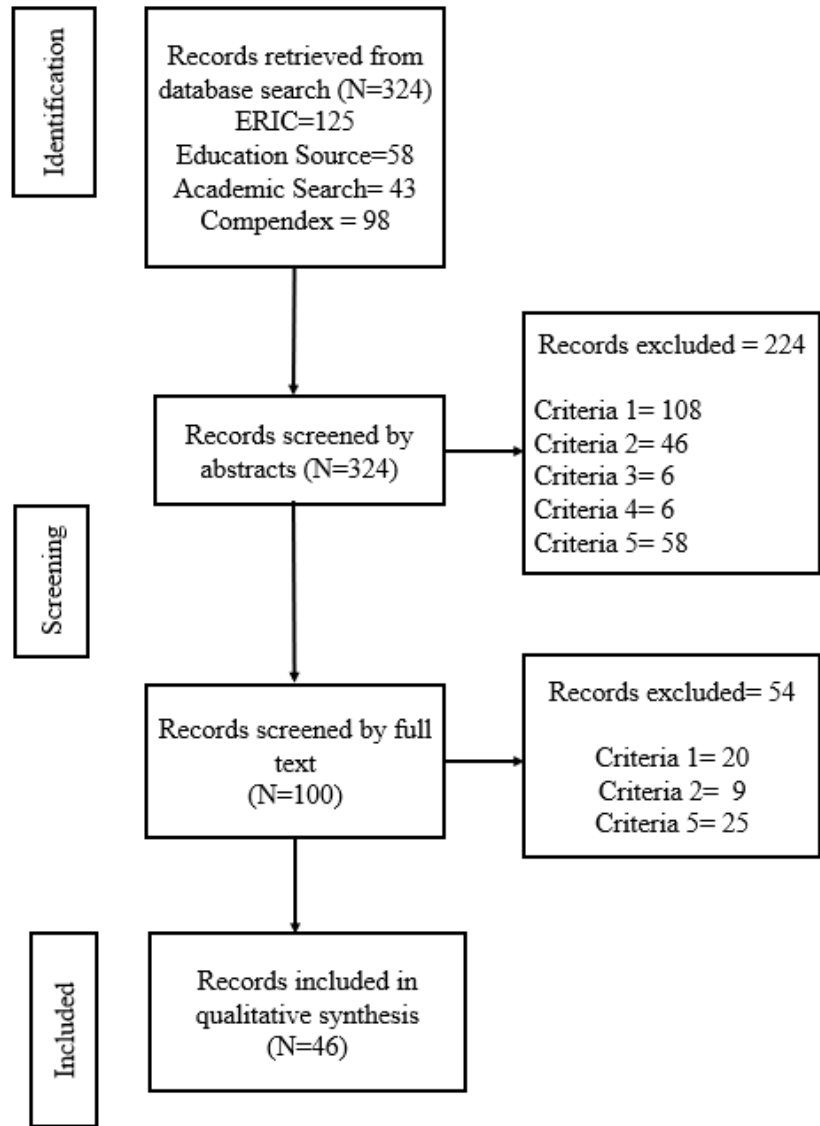 Identification
Records retrieved from
database search (N=324)
ERIC=125
Education Source=58
Academic Search= 43
Compendex = 98
Records excluded = 224
Criteria 1= 108
Criteria 2= 46
Criteria 3= 6
Criteria 4= 6
Criteria 5= 58
Records screened by
abstracts (N=324)
Screening
Records excluded= 54
Criteria 1= 20
Criteria 2=  9
Criteria 5= 25
Records screened by full
text
(N=100)
Included
Records included in
qualitative synthesis
(N=46)